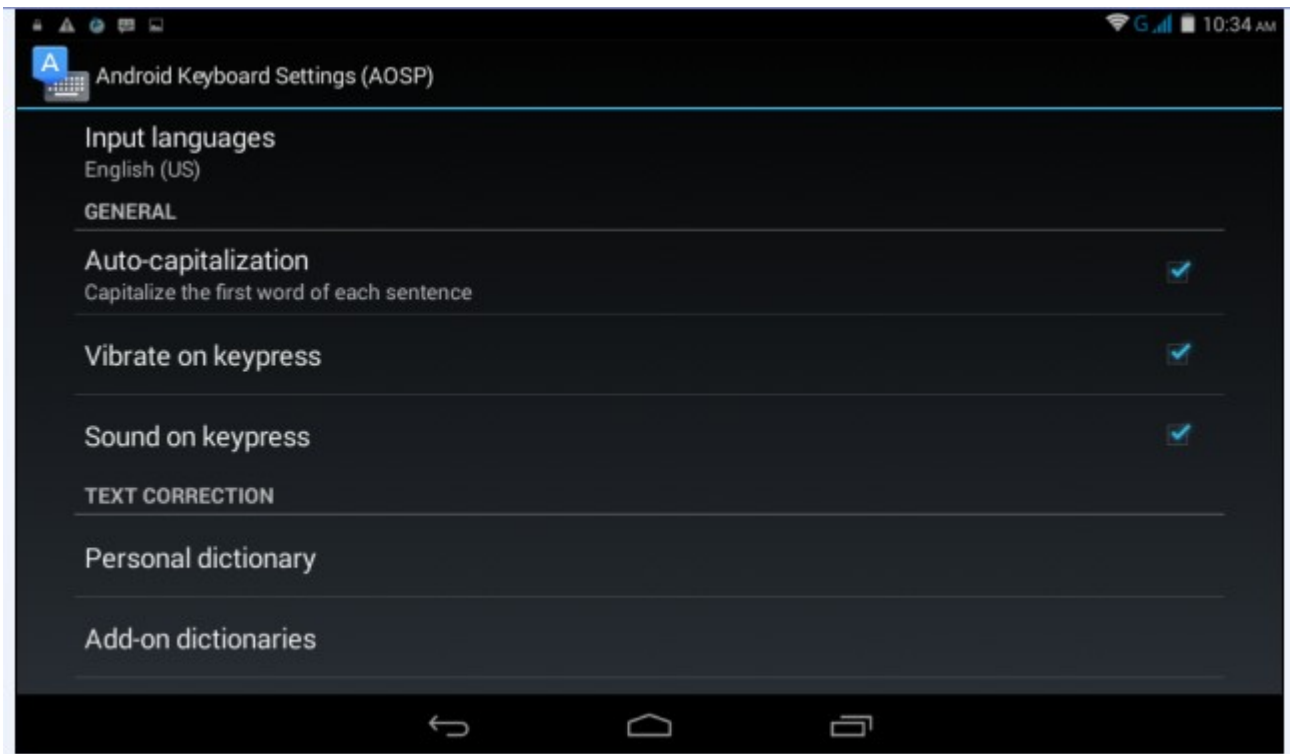 G 10:34 AM
Android Keyboard Settings (AOSP)
Input languages
English (US)
GENERAL
Auto-capitalization
Capitalize the first word of each sentence
Vibrate on keypress
Sound on keypress
TEXT CORRECTION
Personal dictionary
Add-on dictionaries